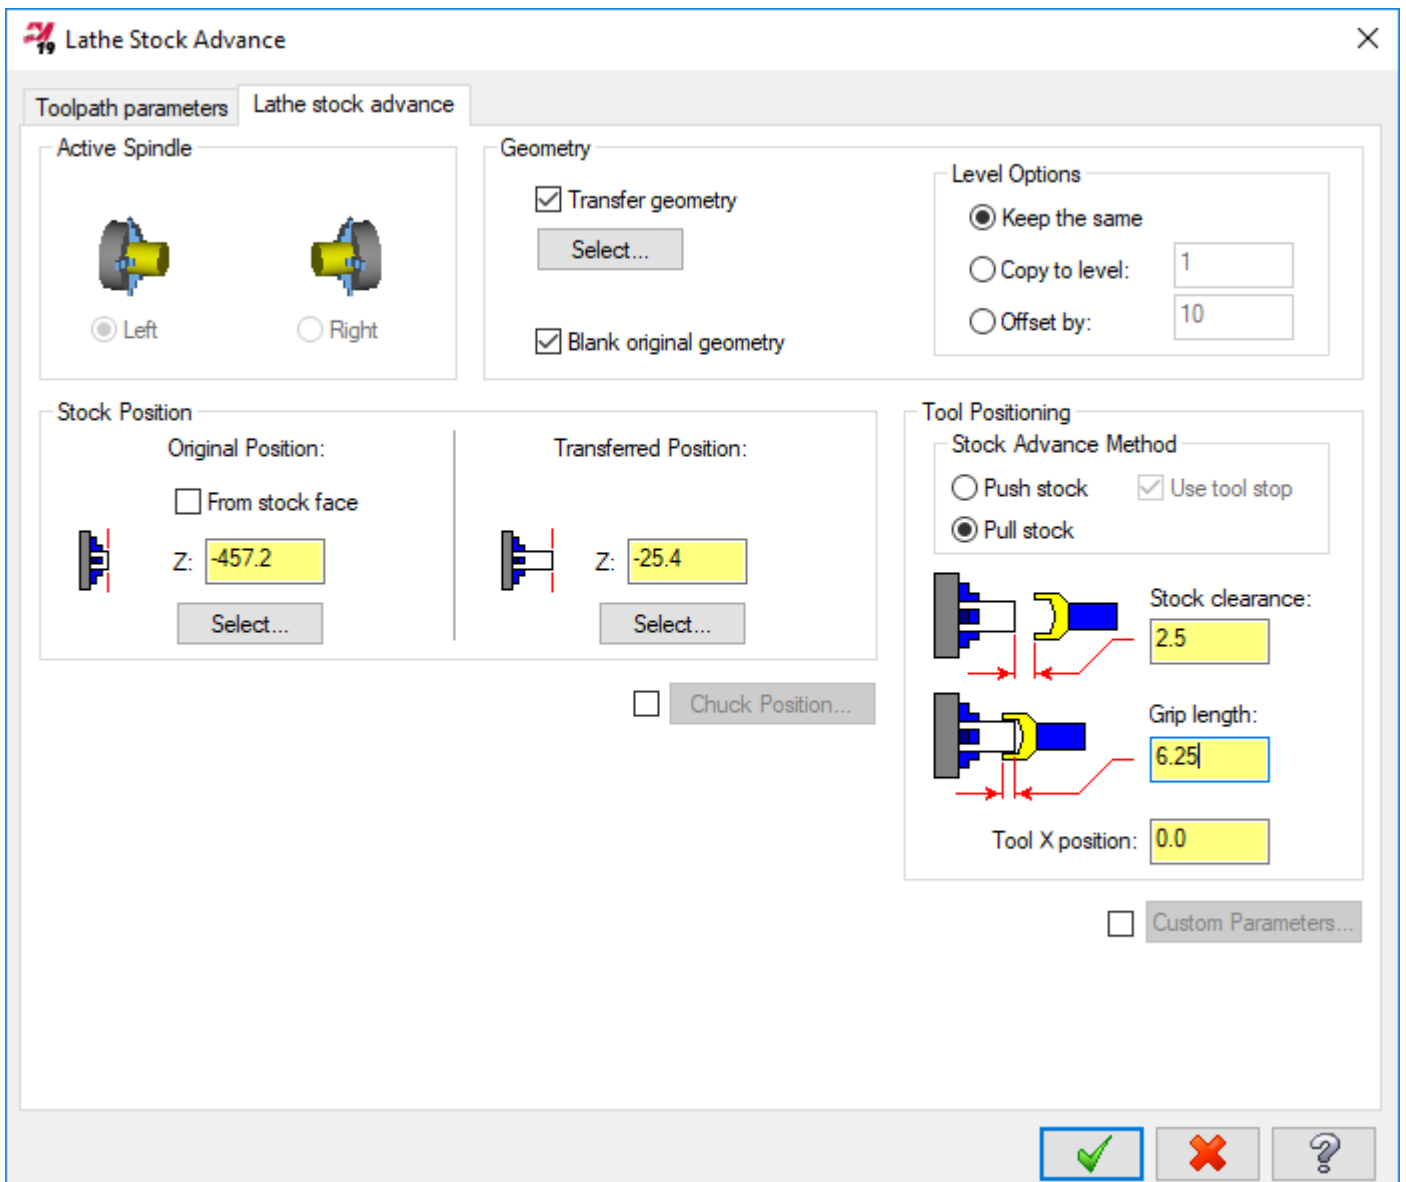 19 Lathe Stock Advance
Toolpath parameters
Lathe stock advance
Active Spindle
Left
Right
Geometry
Transfer geometry
Select...
Blank original geometry
Level Options
Keep the same
Copy to level: 1
Offset by: 10
Stock Position
Original Position:
From stock face
Z: -457.2
Select...
Transferred Position:
Z: -25.4
Select...
Chuck Position...
Tool Positioning
Stock Advance Method
Push stock
Use tool stop
Pull stock
Stock clearance:
2.5
Grip length:
6.25
Tool X position: 0.0
Custom Parameters...